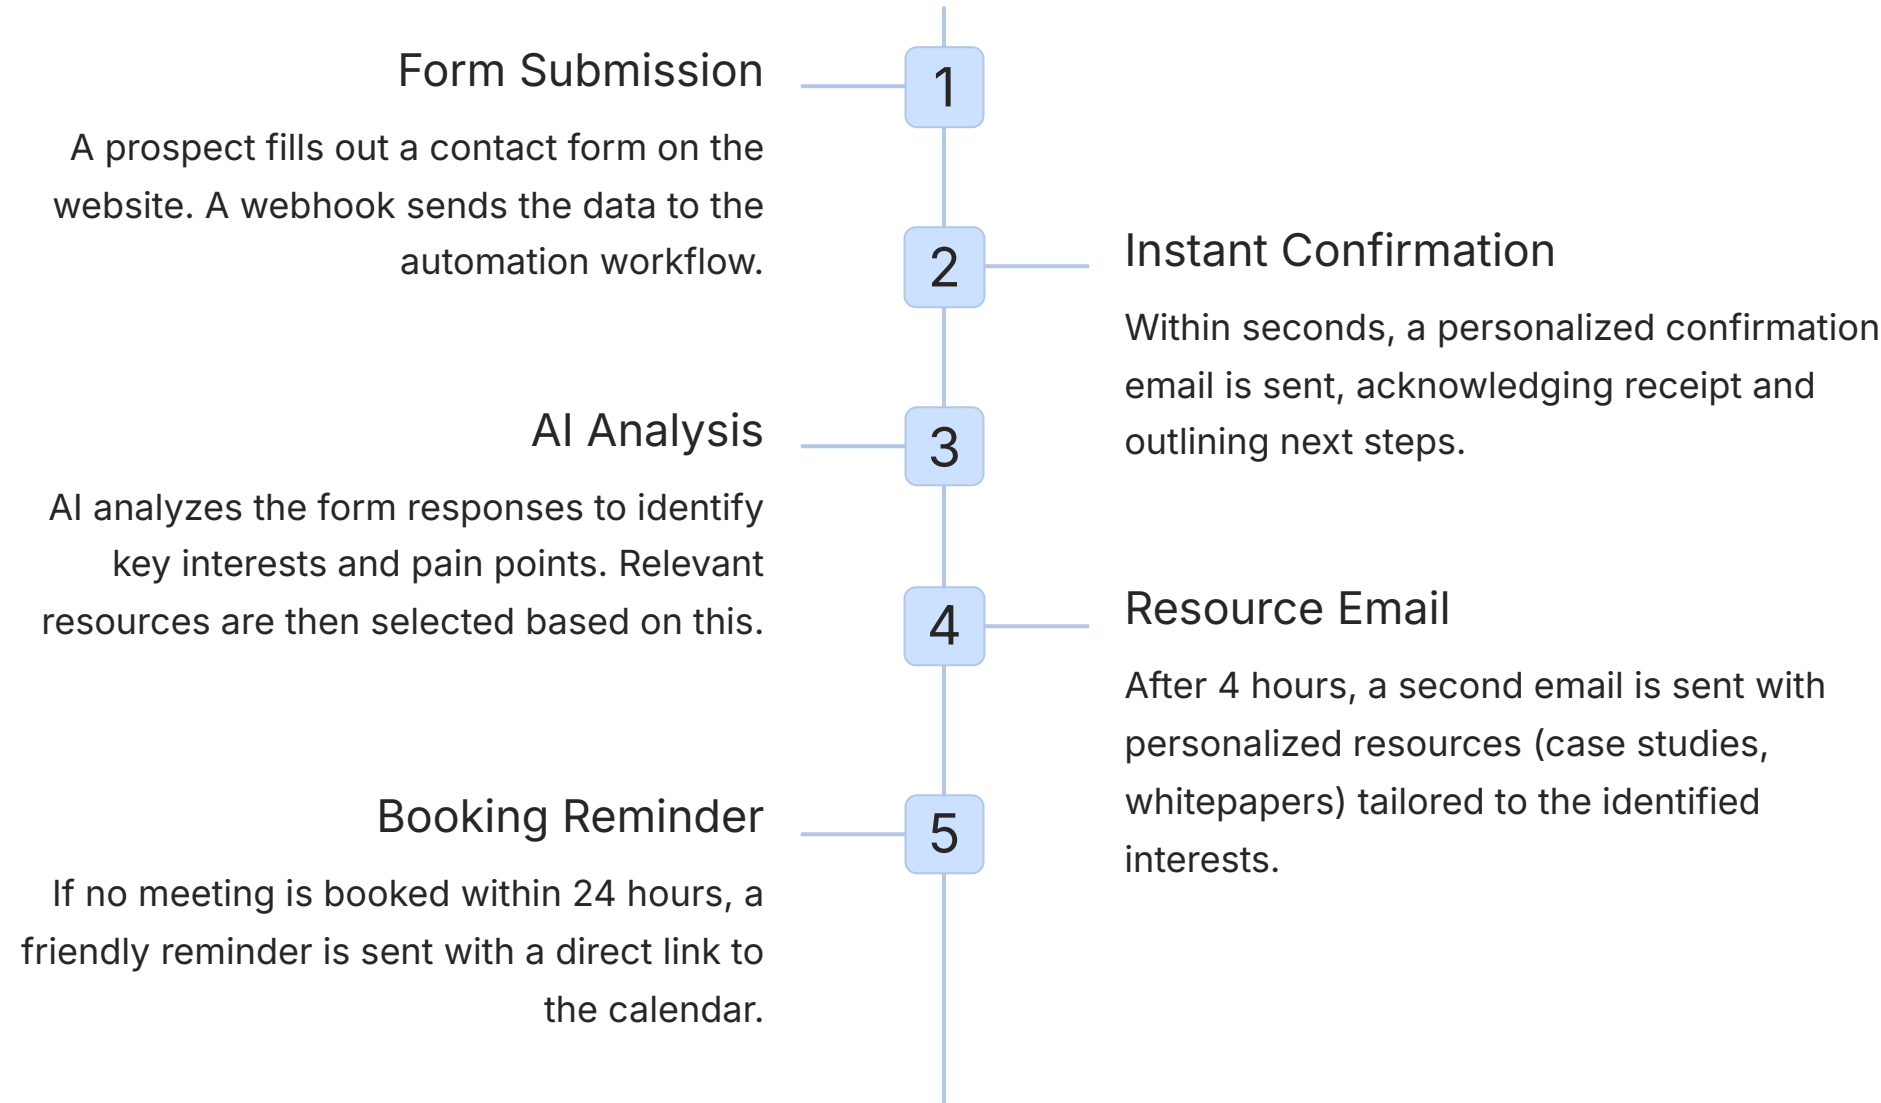 1
Form Submission
A prospect fills out a contact form on the
website. A webhook sends the data to the
automation workflow.
2
Instant Confirmation
Within seconds, a personalized confirmation
email is sent, acknowledging receipt and
outlining next steps.
3
AI Analysis
AI analyzes the form responses to identify
key interests and pain points. Relevant
resources are then selected based on this.
4
Resource Email
After 4 hours, a second email is sent with
personalized resources (case studies,
whitepapers) tailored to the identified
interests.
5
Booking Reminder
If no meeting is booked within 24 hours, a
friendly reminder is sent with a direct link to
the calendar.